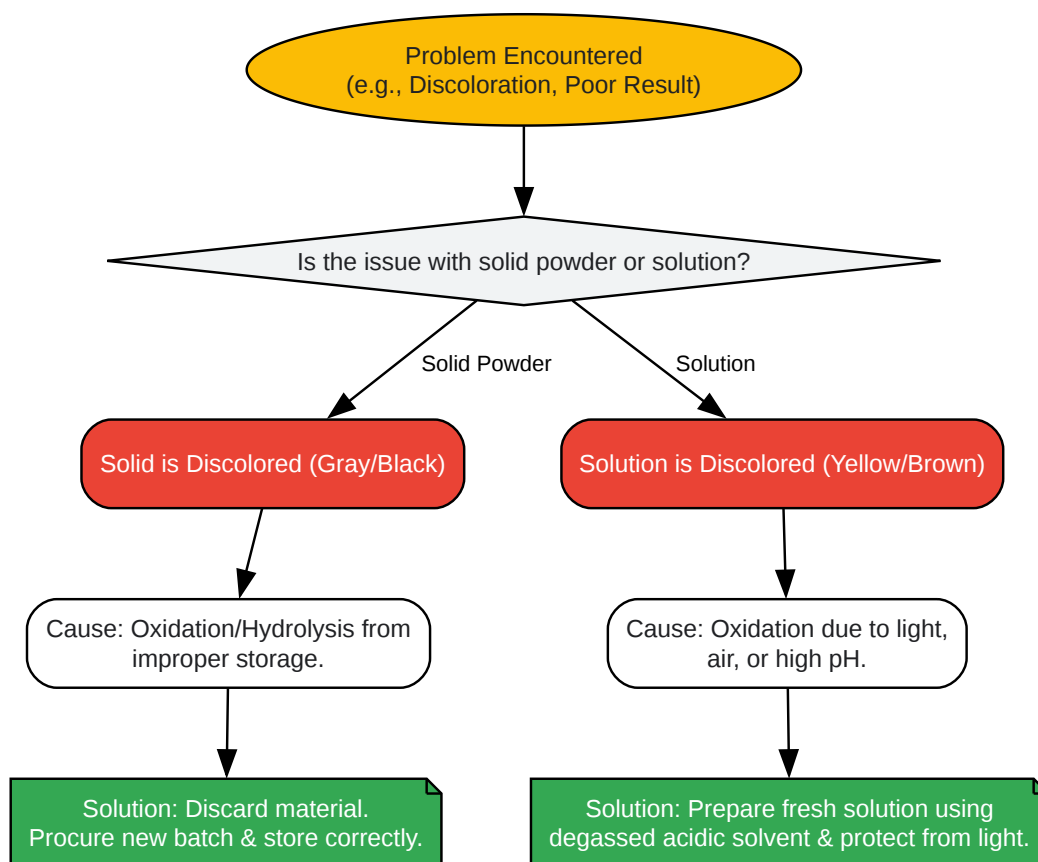 Problem Encountered
(e.g., Discoloration, Poor Result)
Is the issue with solid powder or solution?
Solid Powder
Solution
Solid is Discolored (Gray/Black)
Solution is Discolored (Yellow/Brown)
Cause: Oxidation/Hydrolysis from
improper storage.
Cause: Oxidation due to light,
air, or high pH.
Solution: Discard material.
Procure new batch & store correctly.
Solution: Prepare fresh solution using
degassed acidic solvent & protect from light.